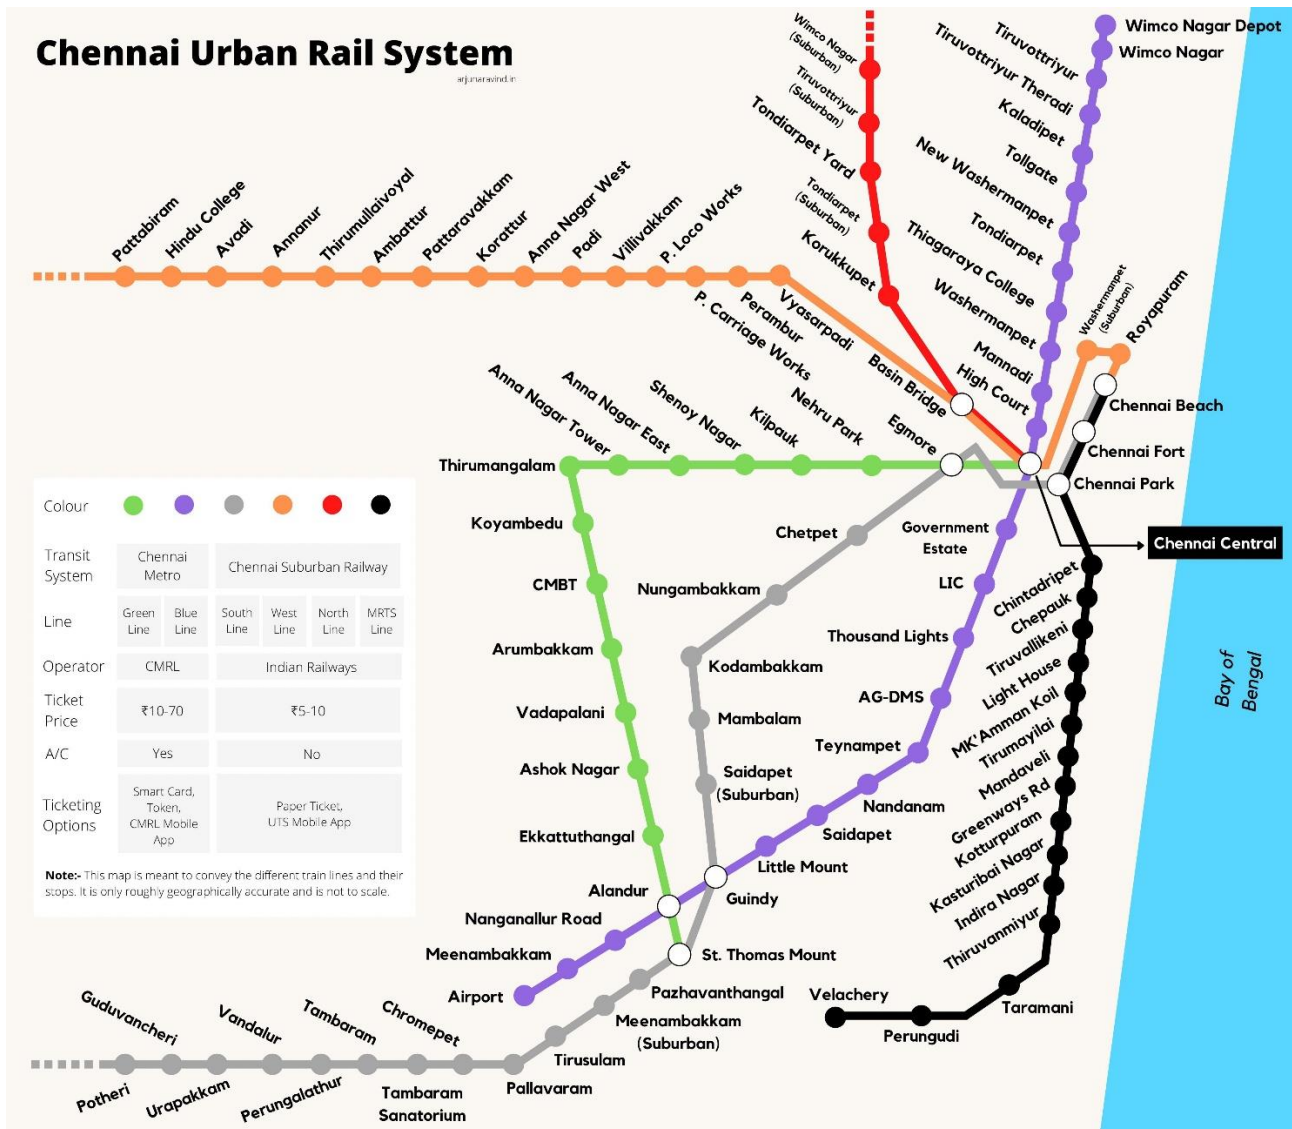 Chennai Urban Rail System
arjunaravind.in
Wimco Nagar
(Suburban)
Tiruvottriyur
(Suburban)
Tondiarpet Yard
Tondiarpet
(Suburban)
Korukkupet
Tiruvottriyur
Tiruvottriyur Theradi
Kaladipet
Tollgate
New Washermanpet
Tondiarpet
Thiagaraya College
Washermanpet
Mannadi
High Court
Wimco Nagar Depot
Wimco Nagar
Washermanpet
(Suburban)
Royapuram
Pattabiram
Hindu College
Avadi
Annanur
Thirumullaivoyal
Ambattur
Pattaravakkam
Korattur
Anna Nagar West
Padi
Villivakkam
P. Loco Works
P. Carriage Works
Perambur
Vyasarpadi
Basin Bridge
Anna Nagar Tower
Anna Nagar East
Shenoy Nagar
Kilpauk
Nehru Park
Egmore
Chennai Beach
Chennai Fort
Chennai Park
Chennai Central
Thirumangalam
Koyambedu
CMBT
Arumbakkam
Vadapalani
Ashok Nagar
Ekkattuthangal
Alandur
Nanganallur Road
Meenambakkam
Airport
Chetpet
Nungambakkam
Kodambakkam
Mambalam
Saidapet
(Suburban)
Guindy
St. Thomas Mount
Pazhavanthangal
Meenambakkam
(Suburban)
Tirusulam
Pallavaram
Government
Estate
LIC
Thousand Lights
AG-DMS
Teynampet
Nandanam
Saidapet
Little Mount
Chintadripet
Chepauk
Tiruvallikeni
Light House
MK'Amman Koil
Tirumayilai
Mandaveli
Greenways Rd
Kotturpuram
Kasturibai Nagar
Indira Nagar
Thiruvanmiyur
Taramani
Perungudi
Velachery
Bay of
Bengal
Guduvancheri
Vandalur
Tambaram
Chromepet
Potheri
Urapakkam
Perungalathur
Tambaram
Sanatorium
Colour
Transit
System
Chennai
Metro
Chennai Suburban Railway
Line
Green
Line
Blue
Line
South
Line
West
Line
North
Line
MRTS
Line
Operator
CMRL
Indian Railways
Ticket
Price
₹10-70
₹5-10
A/C
Yes
No
Ticketing
Options
Smart Card,
Token,
CMRL Mobile
App
Paper Ticket,
UTS Mobile App
Note:- This map is meant to convey the different train lines and their
stops. It is only roughly geographically accurate and is not to scale.